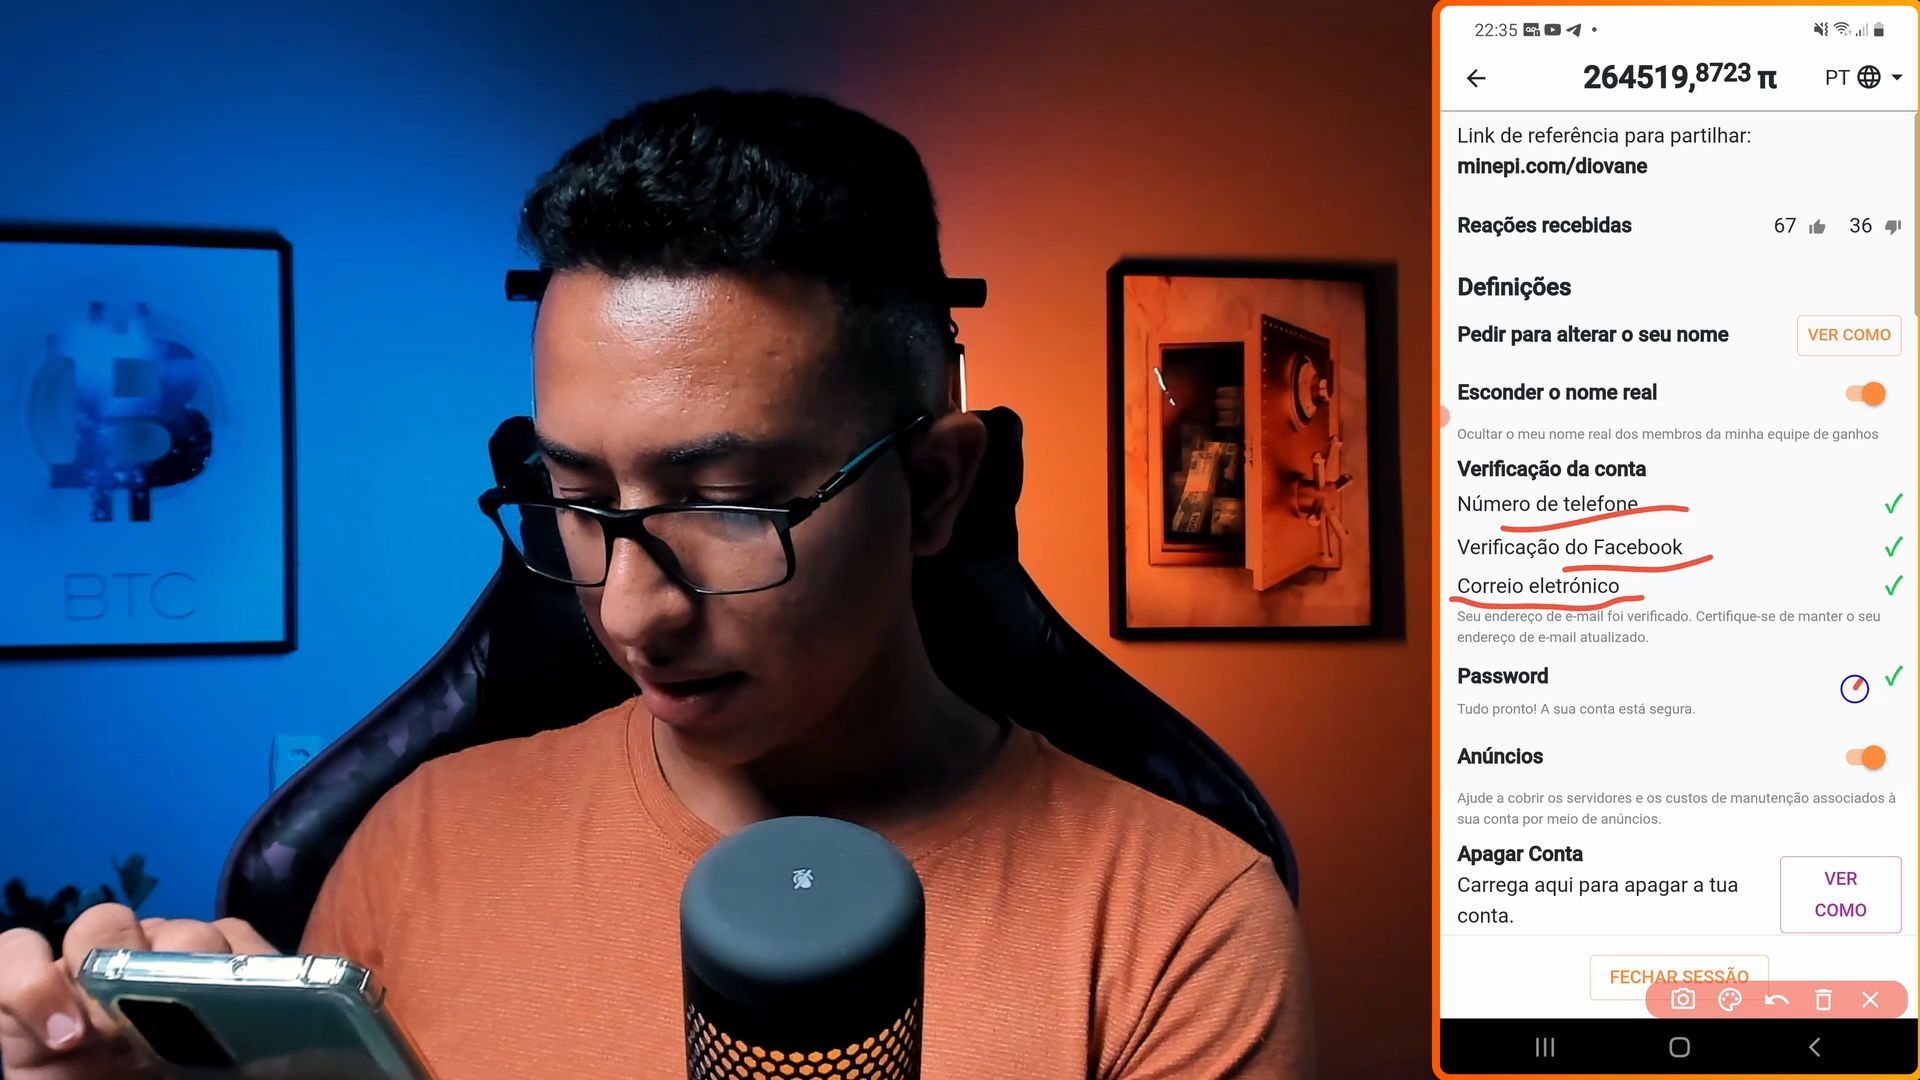 BTC
22:35
264519,8723 π
PT
Link de referência para partilhar:
minepi.com/diovane
Reações recebidas
67
36
Definições
Pedir para alterar o seu nome
VER COMO
Esconder o nome real
Ocultar o meu nome real dos membros da minha equipe de ganhos
Verificação da conta
Número de telefone
Verificação do Facebook
Correio eletrónico
Seu endereço de e-mail foi verificado. Certifique-se de manter o seu
endereço de e-mail atualizado.
Password
Tudo pronto! A sua conta está segura.
Anúncios
Ajude a cobrir os servidores e os custos de manutenção associados à
sua conta por meio de anúncios.
Apagar Conta
Carrega aqui para apagar a tua
conta.
VER
COMO
FECHAR SESSÃO